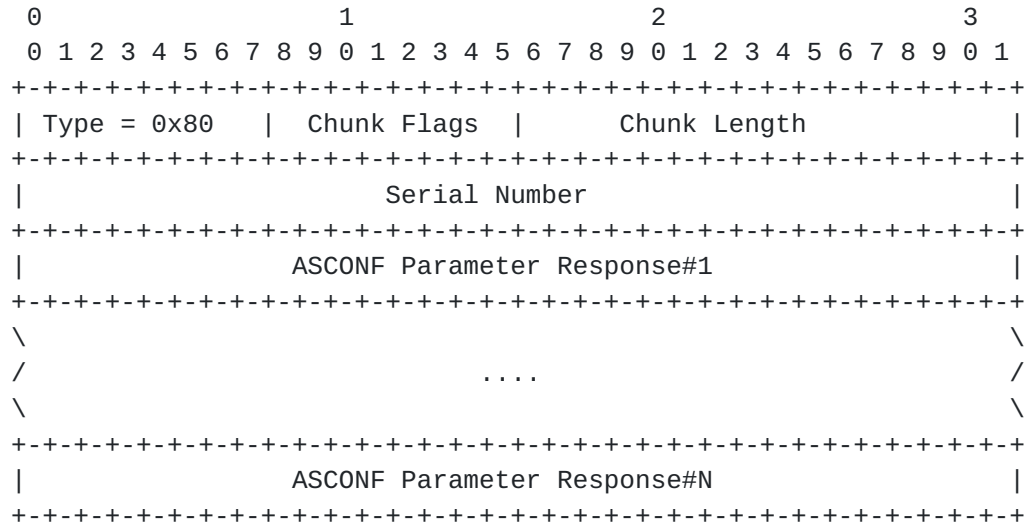 0                   1                   2                   3
 0 1 2 3 4 5 6 7 8 9 0 1 2 3 4 5 6 7 8 9 0 1 2 3 4 5 6 7 8 9 0 1
+-+-+-+-+-+-+-+-+-+-+-+-+-+-+-+-+-+-+-+-+-+-+-+-+-+-+-+-+-+-+-+-+
| Type = 0x80   |  Chunk Flags  |      Chunk Length             |
+-+-+-+-+-+-+-+-+-+-+-+-+-+-+-+-+-+-+-+-+-+-+-+-+-+-+-+-+-+-+-+-+
|                       Serial Number                           |
+-+-+-+-+-+-+-+-+-+-+-+-+-+-+-+-+-+-+-+-+-+-+-+-+-+-+-+-+-+-+-+-+
|                 ASCONF Parameter Response#1                   |
+-+-+-+-+-+-+-+-+-+-+-+-+-+-+-+-+-+-+-+-+-+-+-+-+-+-+-+-+-+-+-+-+
\                                                               \
/                             ....                              /
\                                                               \
+-+-+-+-+-+-+-+-+-+-+-+-+-+-+-+-+-+-+-+-+-+-+-+-+-+-+-+-+-+-+-+-+
|                 ASCONF Parameter Response#N                   |
+-+-+-+-+-+-+-+-+-+-+-+-+-+-+-+-+-+-+-+-+-+-+-+-+-+-+-+-+-+-+-+-+